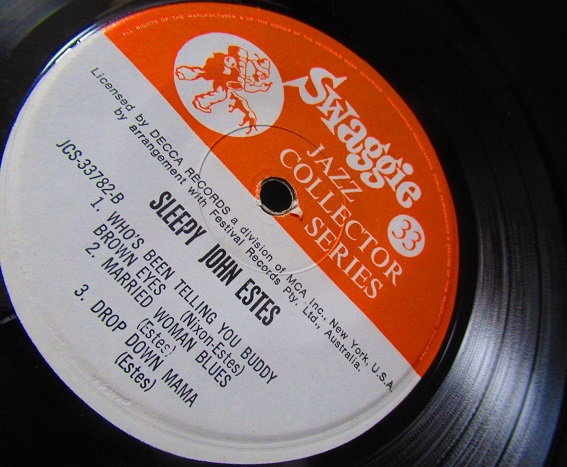 Swaggie
33
JAZZ
COLLECTOR
SERIES
Licensed by DECCA RECORDS a division of MCA Inc., New York, U.S.A.
by arrangement with Festival Records Pty. Ltd., Australia.
JCS-33782-B
SLEEPY JOHN ESTES
1. WHO'S BEEN TELLING YOU BUDDY
BROWN EYES (Nixon-Estes)
2. MARRIED WOMAN BLUES
(Estes)
3. DROP DOWN MAMA
(Estes)